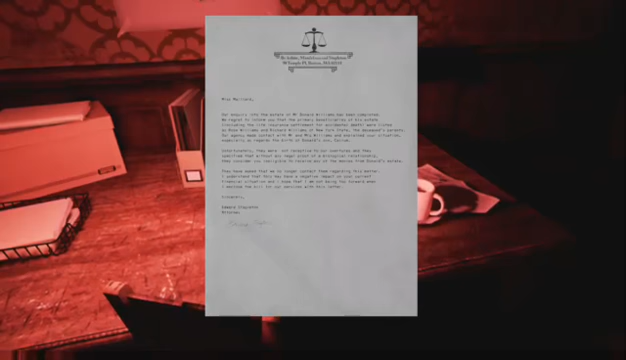 Our enquiry into the estate of Mr Donald Williams has been completed.
We regret to inform you that the primary beneficiaries of his estate
(including the life insurance settlement for accidental death) were listed
as Rose Williams and Richard Williams of New York State, the deceased's parents.
Our agency made contact with Mr and Mrs Williams and explained your situation,
especially as regards the birth of Donald's son,
Unfortunately, they were not receptive to our overtures and they
specified that without any legal proof of a biological relationship,
they consider you ineligible to receive any of the monies from Donald's estate.
They have asked that we no longer contact them regarding this matter.
I understand that this may have a negative impact on your current
financial situation and I hope that I am not being too forward when
I enclose the bill for our services with this letter.
Sincerely,
Edward Stapleton
Attorney